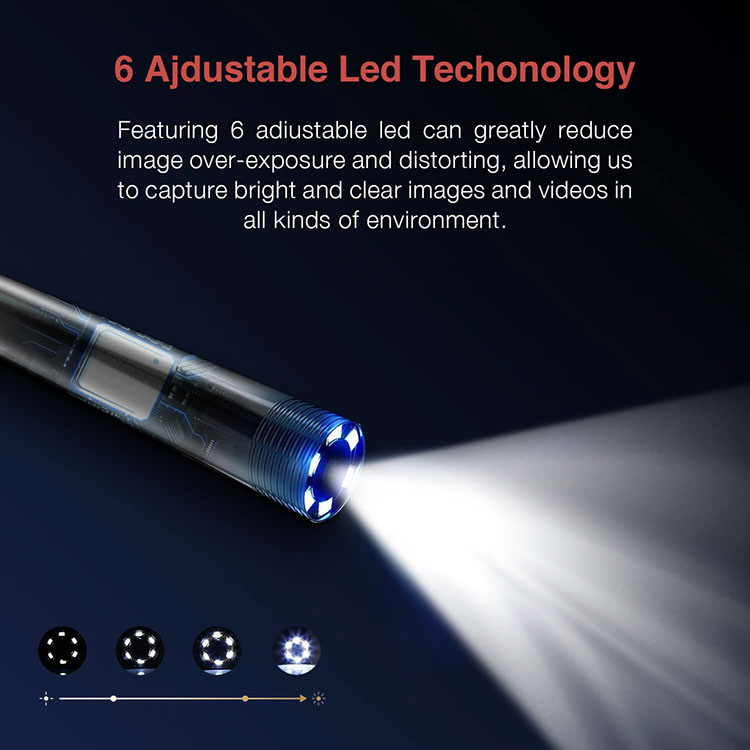 6 Ajdustable Led Techonology
Featuring 6 adiustable led can greatly reduce
image over-exposure and distorting, allowing us
to capture bright and clear images and videos in
all kinds of environment.